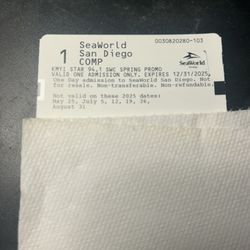 0030820280-103
1
SeaWorld
San Diego
COMP
SeaWorld
KMYI STAR 94.1 SWC SPRING PROMO
VALID ONE ADMISSION ONLY. EXPIRES 12/31/2025.
One Day admission to SeaWorld San Diego. Not
for resale. Non-transferable. Non-refundable.
Not valid on these 2025 dates:
May 25, July 5, 12, 19, 26,
August 31